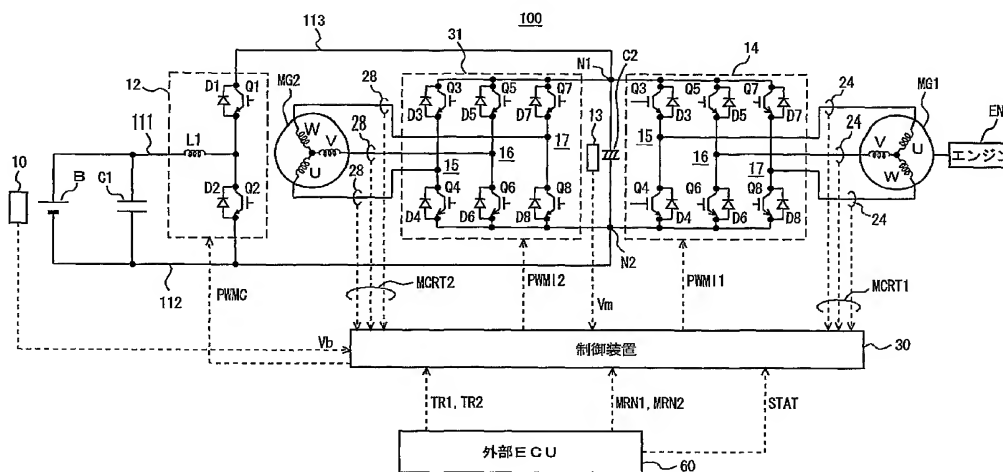 100
113
31
14
12
MG2
28
N1
C2
24
MG1
D1
Q1
Q3
Q5
Q7
Q3
Q5
Q7
EN
D3
D5
D7
13
D3
D5
D7
111
L1
W
V
U
28
17
15
24
U
V
W
エンジン
10
B
C1
15
16
16
17
D2
Q2
28
Q4
Q6
Q8
Q4
Q6
Q8
24
D4
D6
D8
D4
D6
D8
N2
112
PWMC
MCRT2
PWMI2
Vm
PWMI1
MCRT1
Vb
制御装置
30
TR1, TR2
MRN1, MRN2
STAT
外部ECU
60